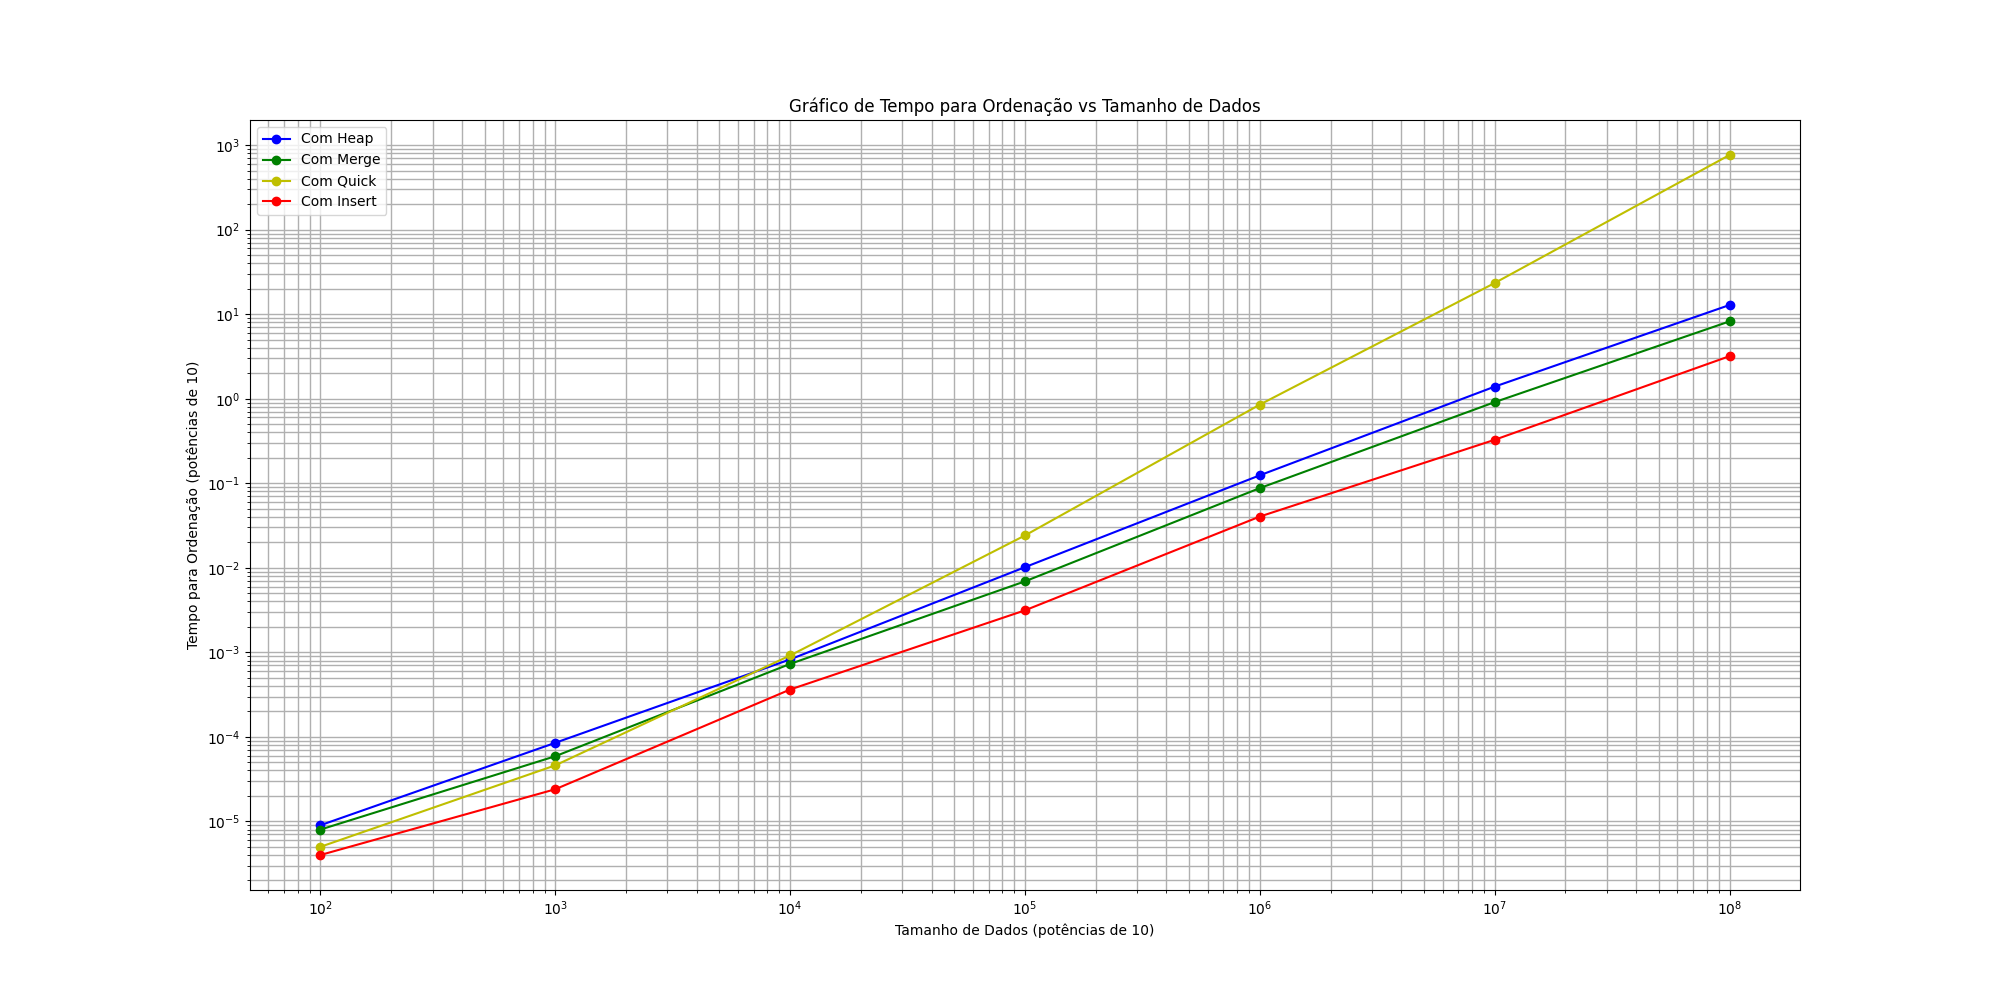 Gráfico de Tempo para Ordenação vs Tamanho de Dados
Com Heap
Com Merge
Com Quick
Com Insert
Tempo para Ordenação (potências de 10)
10³
10²
10¹
10⁰
10⁻¹
10⁻²
10⁻³
10⁻⁴
10⁻⁵
10² 10³ 10⁴ 10⁵ 10⁶ 10⁷ 10⁸
Tamanho de Dados (potências de 10)